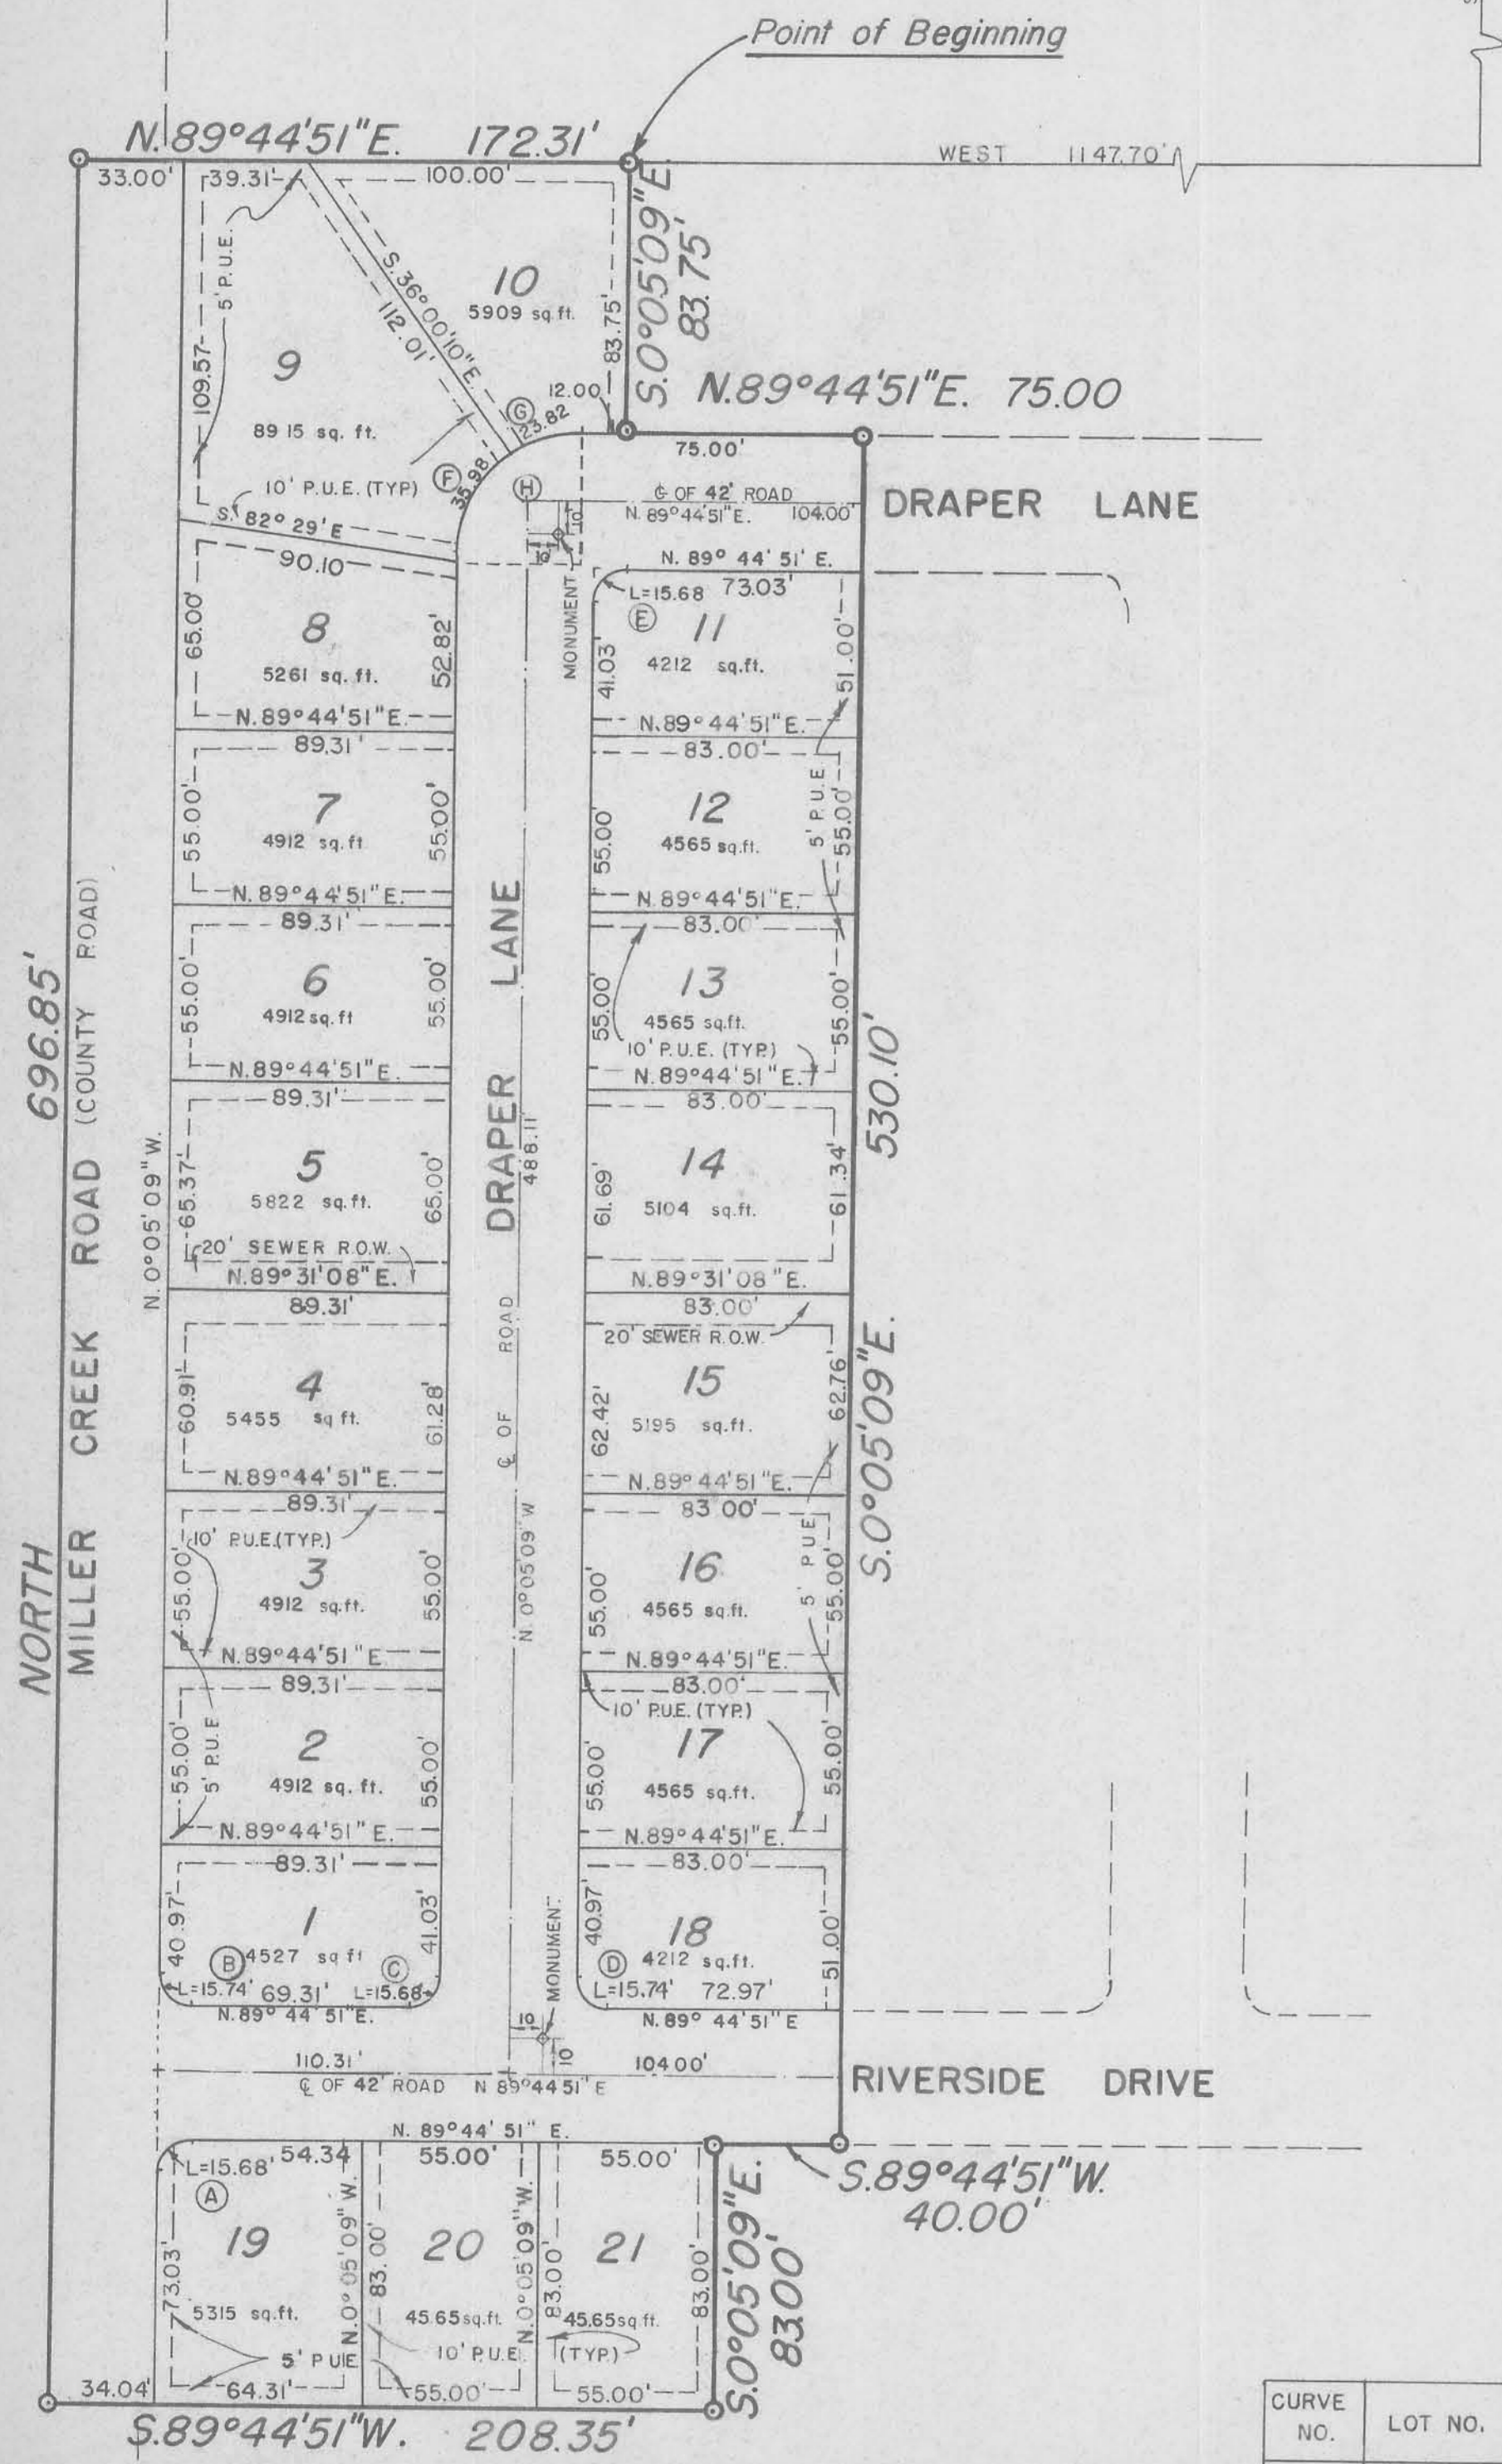 Point of Beginning
N.89°44'51"E. 172.31'
WEST 1147.70'
33.00'
39.31'
100.00'
5' P.U.E.
S.0°05'09"E.
83.75'
S.36°00'10"E.
112.01'
10
5909 sq.ft.
83.75'
109.57
9
8915 sq. ft.
12.00
G
23.82
N.89°44'51"E. 75.00
75.00'
10' P.U.E. (TYP)
F
35.98
H
℄ OF 42' ROAD
N. 89°44'51"E. 104.00'
DRAPER LANE
10
10
MONUMENT
S. 82° 29' E
90.10
N. 89° 44' 51' E.
L=15.68 73.03'
E
65.00'
8
5261 sq. ft.
52.82'
41.03'
11
4212 sq.ft.
51.00'
N.89°44'51"E.
89.31'
N.89°44'51"E.
83.00'
55.00'
7
4912 sq.ft
55.00'
55.00'
12
4565 sq.ft.
5' P.U.E
55.00'
N.89°44'51"E.
89.31'
N.89°44'51"E.
83.00'
55.00'
6
4912 sq.ft
55.00'
55.00'
13
4565 sq.ft.
10' P.U.E. (TYP.)
55.00'
N.89°44'51"E.
89.31'
N.89°44'51"E.
83.00'
NORTH 696.85'
MILLER CREEK ROAD (COUNTY ROAD)
N. 0°05'09"W.
DRAPER LANE
488.11'
℄ OF ROAD
N. 0°05'09"W
530.10'
S.0°05'09"E.
65.37'
5
5822 sq.ft.
65.00'
61.69'
14
5104 sq.ft.
61.34'
20' SEWER R.O.W.
N.89°31'08"E.
89.31'
N.89°31'08"E.
83.00'
20' SEWER R.O.W.
60.91'
4
5455 sq ft.
61.28'
62.42'
15
5195 sq.ft.
62.76'
N.89°44'51"E.
89.31'
N.89°44'51"E.
83 00'
10' P.U.E.(TYP.)
55.00'
3
4912 sq.ft.
55.00'
55.00'
16
4565 sq.ft.
5' P U E
55.00'
N.89°44'51"E
89.31'
N.89°44'51"E.
83.00'
10' P.U.E. (TYP.)
55.00'
5' P.U.E
2
4912 sq. ft.
55.00'
55.00'
17
4565 sq.ft.
55.00'
N.89°44'51"E.
89.31'
N.89°44'51"E.
83.00'
40.97'
1
B
4527 sq ft
C
41.03'
L=15.74' 69.31' L=15.68
N.89° 44' 51"E.
MONUMENT
10
10
40.97'
18
D
4212 sq.ft.
51.00'
L=15.74' 72.97'
N. 89° 44'51"E
110.31'
104 00'
℄ OF 42' ROAD N 89°44 51"E
RIVERSIDE DRIVE
N. 89°44' 51" E.
L=15.68' 54.34
55.00'
55.00'
S.89°44'51"W.
40.00'
A
73.03'
19
5315 sq.ft.
N.0°05'09"W.
83.00'
20
45.65 sq.ft.
N.0°05'09"W.
83.00'
21
45.65 sq.ft.
83.00'
S.0°05'09"E.
83.00'
5' P U E
10' P.U.E.
(TYP.)
34.04'
64.31'
55.00'
55.00'
S.89°44'51"W. 208.35'
CURVE NO.
LOT NO.